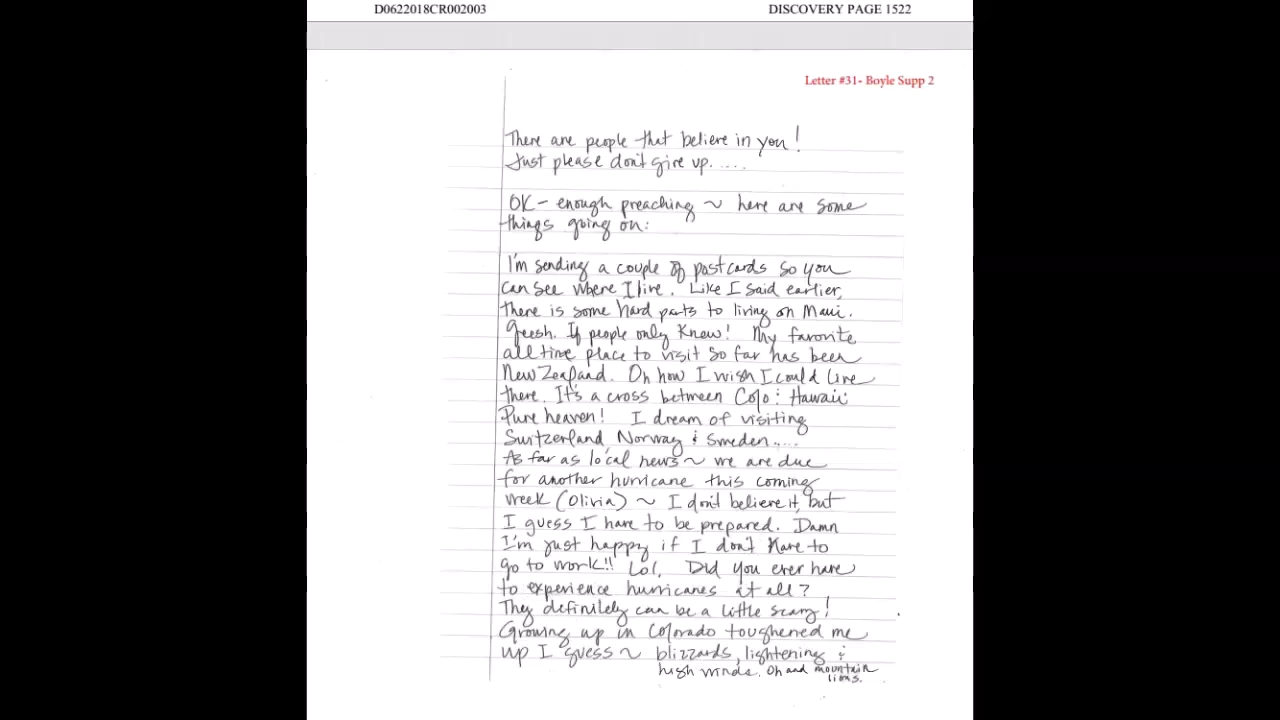 D0622018CR002003 DISCOVERY PAGE 1522
Letter #31- Boyle Supp 2
There are people that believe in you!
Just please don't give up.....
OK - enough preaching ~ here are some
things going on:
I'm sending a couple of postcards so you
can see where I live. Like I said earlier,
there is some hard parts to living on Maui.
Geesh. If people only knew! My favorite
all time place to visit so far has been
New Zealand. Oh how I wish I could live
there. It's a cross between Colo & Hawaii
Pure heaven! I dream of visiting
Switzerland, Norway & Sweden.....
As far as local news ~ we are due
for another hurricane this coming
week (Olivia) ~ I don't believe it, but
I guess I have to be prepared. Damn
I'm just happy if I don't have to
go to work!! Lol. Did you ever have
to experience hurricanes at all?
They definitely can be a little scary!
Growing up in Colorado toughened me
up I guess ~ blizzards, lightening &
high winds. Oh and mountain
lions.